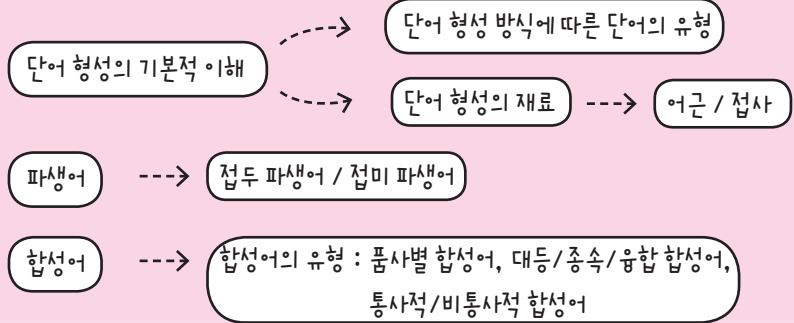 단어 형성 방식에 따른 단어의 유형
단어 형성의 기본적 이해
단어 형성의 재료
어근 / 접사
파생어
접두 파생어 / 접미 파생어
합성어
합성어의 유형 : 품사별 합성어, 대등/종속/융합 합성어,
통사적/비통사적 합성어